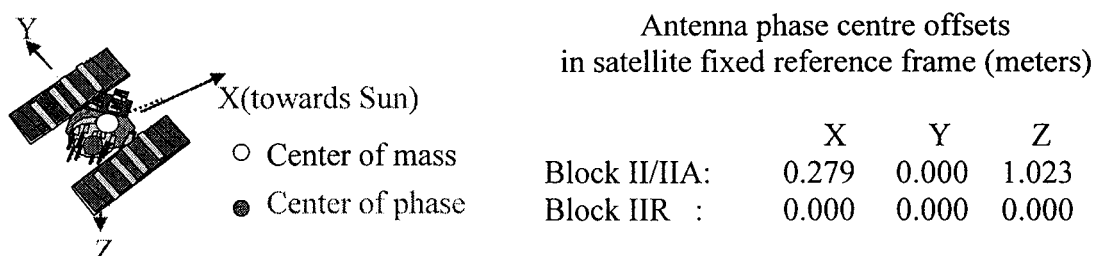 Y
X(towards Sun)
Center of mass
Center of phase
Z
Antenna phase centre offsets
in satellite fixed reference frame (meters)
X Y Z
Block II/IIA: 0.279 0.000 1.023
Block IIR : 0.000 0.000 0.000